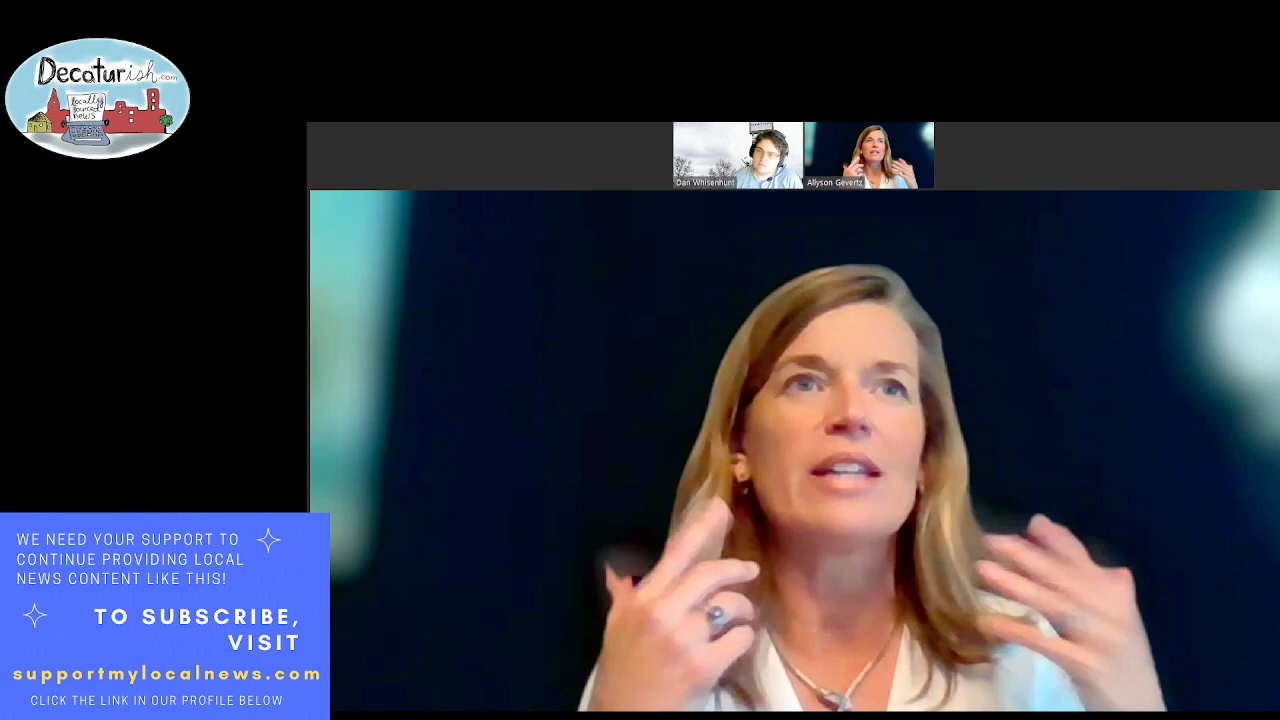 Decaturish.com
locally
sourced
news
Dan Whisenhunt
Allyson Gevertz
WE NEED YOUR SUPPORT TO
CONTINUE PROVIDING LOCAL
NEWS CONTENT LIKE THIS!
TO SUBSCRIBE,
VISIT
supportmylocalnews.com
CLICK THE LINK IN OUR PROFILE BELOW